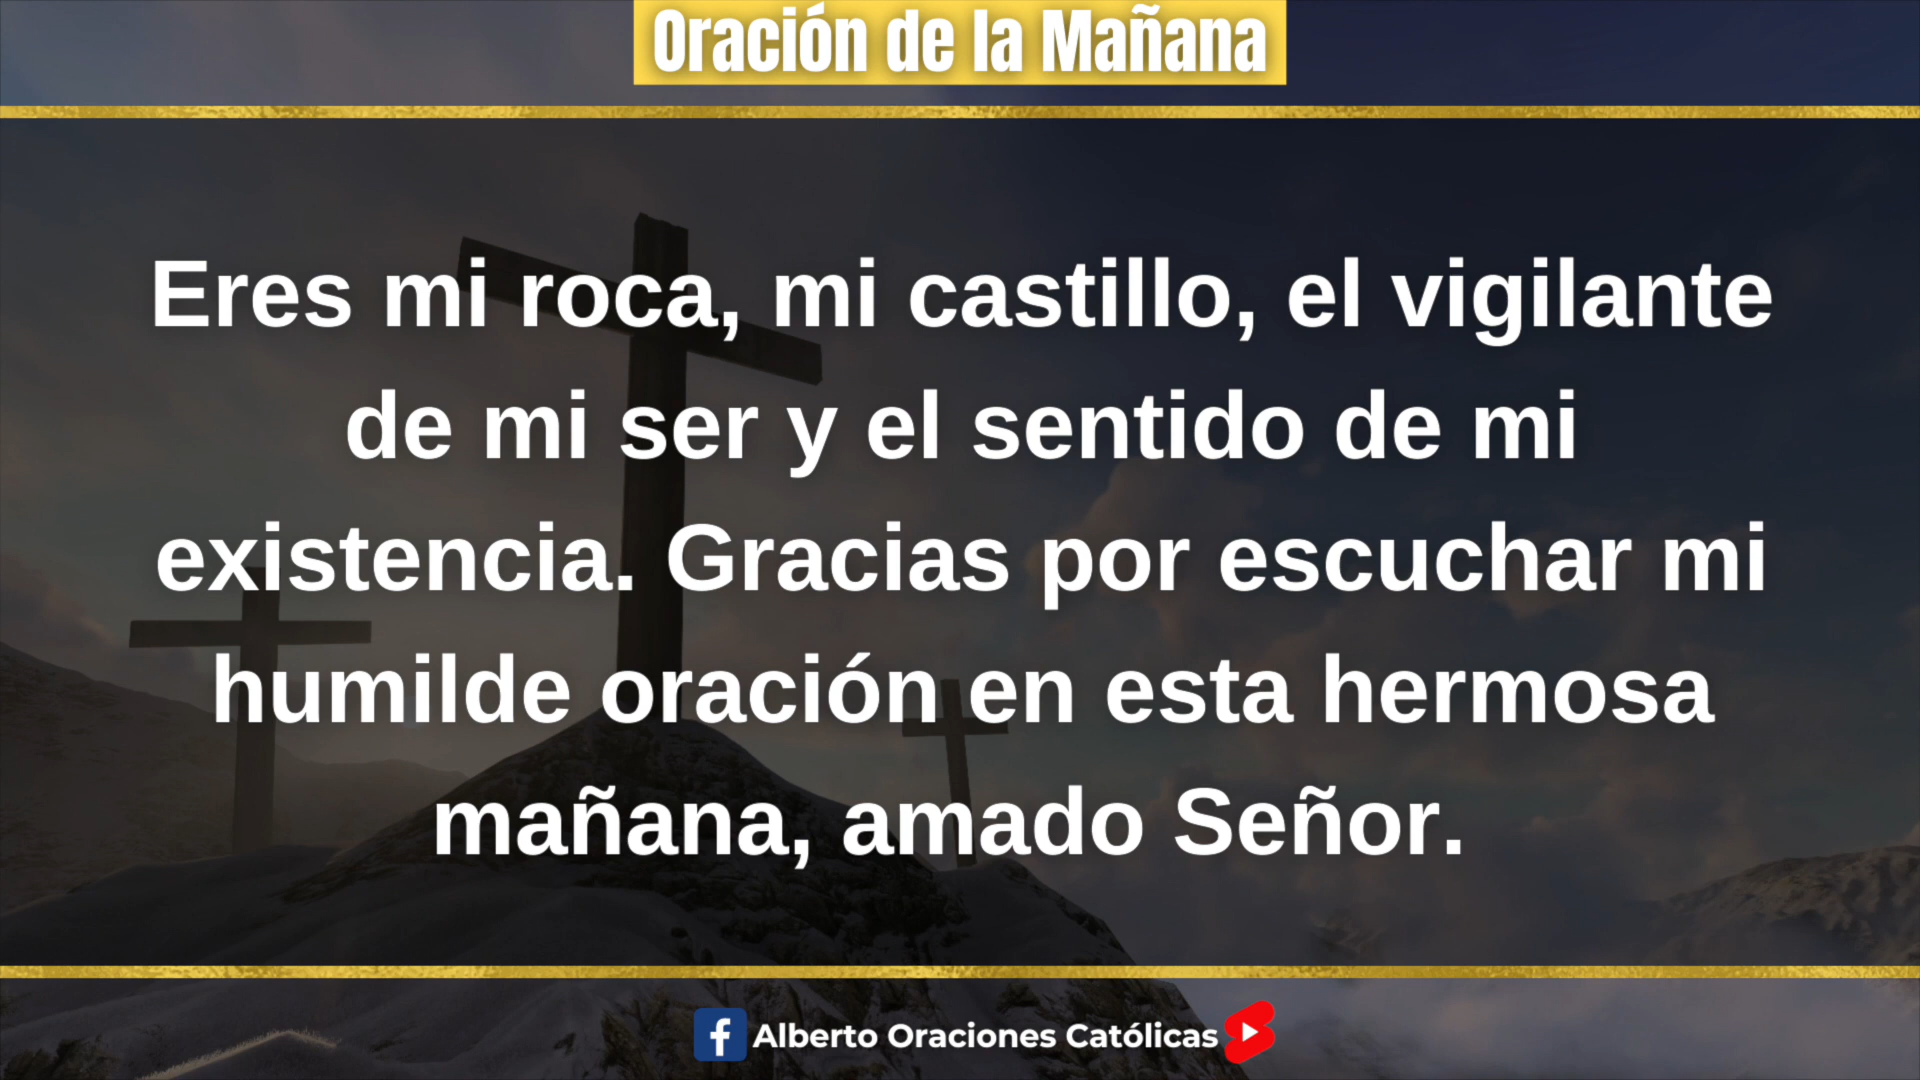 Oración de la Mañana
Eres mi roca, mi castillo, el vigilante
de mi ser y el sentido de mi
existencia. Gracias por escuchar mi
humilde oración en esta hermosa
mañana, amado Señor.
Alberto Oraciones Católicas